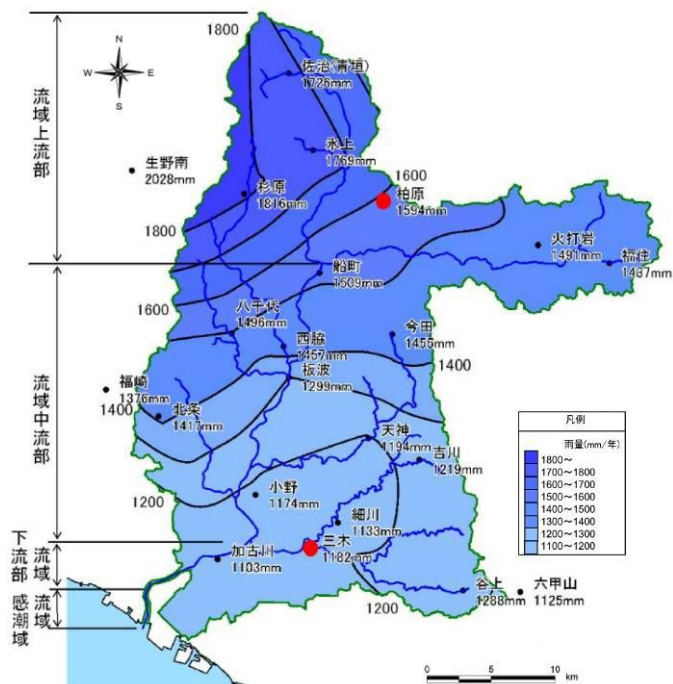 1800
N
W
E
S
佐治(青垣)
1725mm
流域上流部
生野南
2028mm
氷上
1769mm
1600
杉原
1816mm
柏原
1594mm
1800
火打岩
1491mm
福住
1487mm
船町
1509mm
1600
八千代
1496mm
西脇
1457mm
今田
1455mm
1400
板波
1299mm
福崎
1376mm
1400
北条
1417mm
流域中流部
天神
1194mm
吉川
1219mm
凡例
雨量(mm/年)
1800~
1700~1800
1600~1700
1500~1600
1400~1500
1300~1400
1200~1300
1100~1200
1200
小野
1174mm
細川
1133mm
三木
1182mm
加古川
1103mm
下流部
流域
感潮域
流域
1200
谷上
1288mm
六甲山
1125mm
0
5
10
km